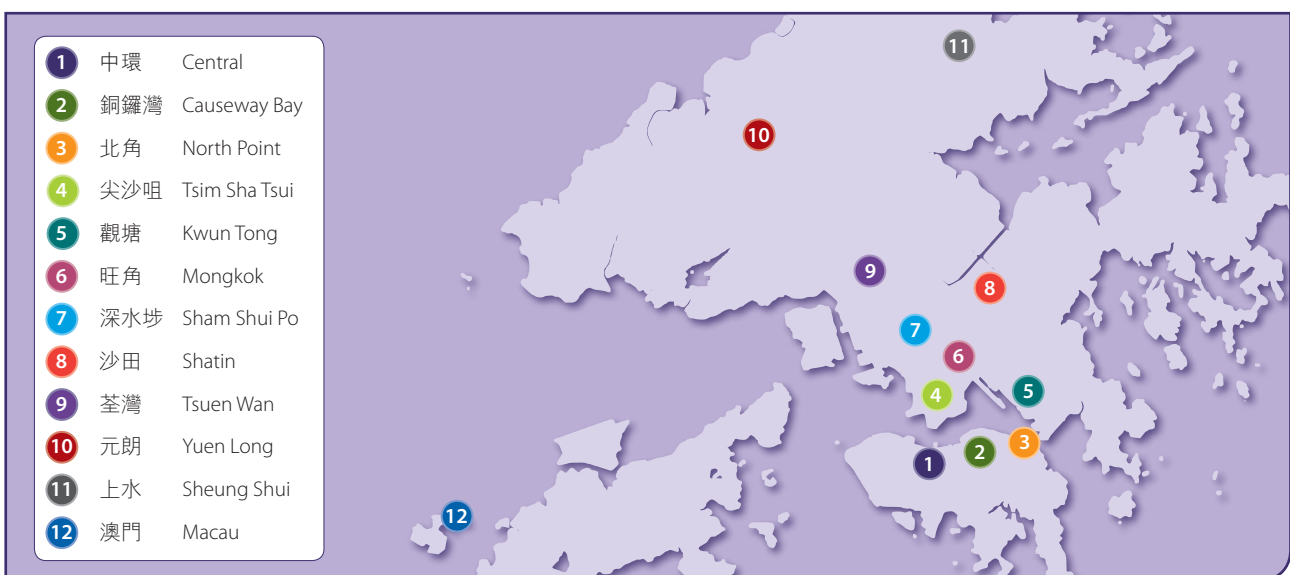 1 中環 Central
2 銅鑼灣 Causeway Bay
3 北角 North Point
4 尖沙咀 Tsim Sha Tsui
5 觀塘 Kwun Tong
6 旺角 Mongkok
7 深水埗 Sham Shui Po
8 沙田 Shatin
9 荃灣 Tsuen Wan
10 元朗 Yuen Long
11 上水 Sheung Shui
12 澳門 Macau
11
10
9
8
7
6
4
5
3
2
1
12